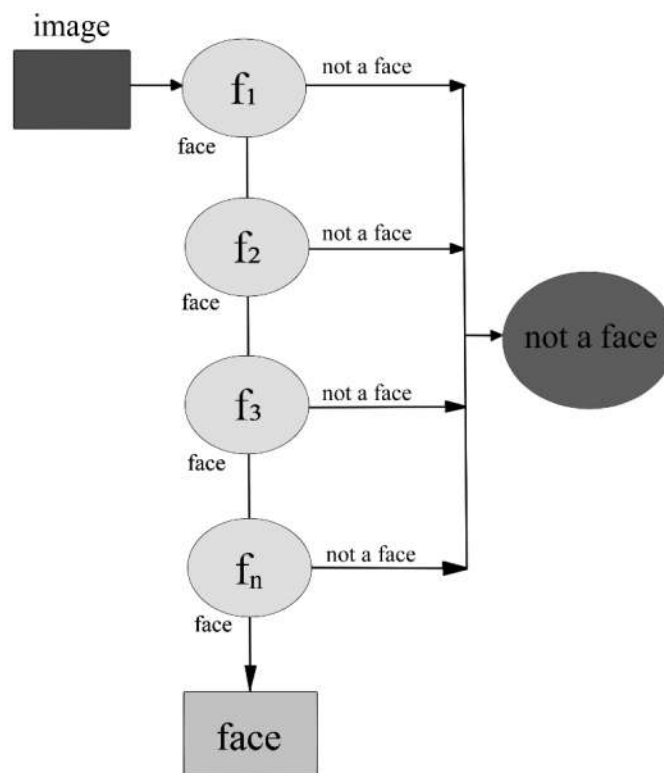 image
f₁
not a face
face
f₂
not a face
face
not a face
f₃
not a face
face
fₙ
not a face
face
face